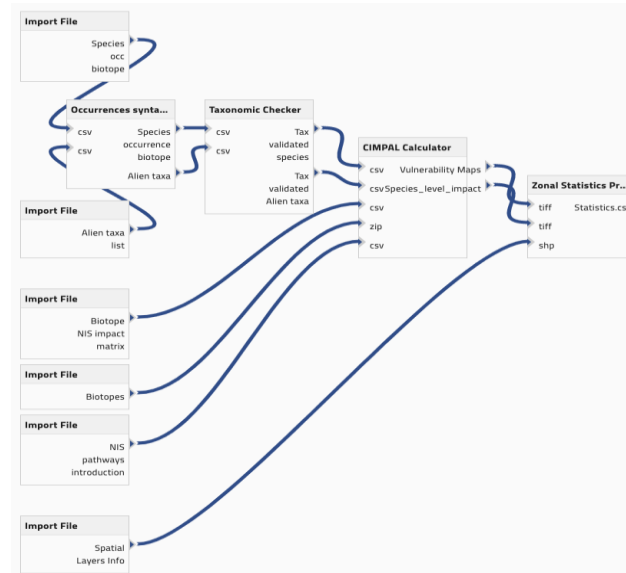 Import File
Species
occ
biotope
Occurrences synta...
csv
csv
Species
occurrence
biotope
Alien taxa
Taxonomic Checker
csv
csv
Tax
validated
species
Tax
validated
Alien taxa
CIMPAL Calculator
csv
Vulnerability Maps
csv
Species_level_impact
csv
zip
csv
Zonal Statistics Pr...
tiff
Statistics.cs
tiff
shp
Import File
Alien taxa
list
Import File
Biotope
NIS impact
matrix
Import File
Biotopes
Import File
NIS
pathways
introduction
Import File
Spatial
Layers Info